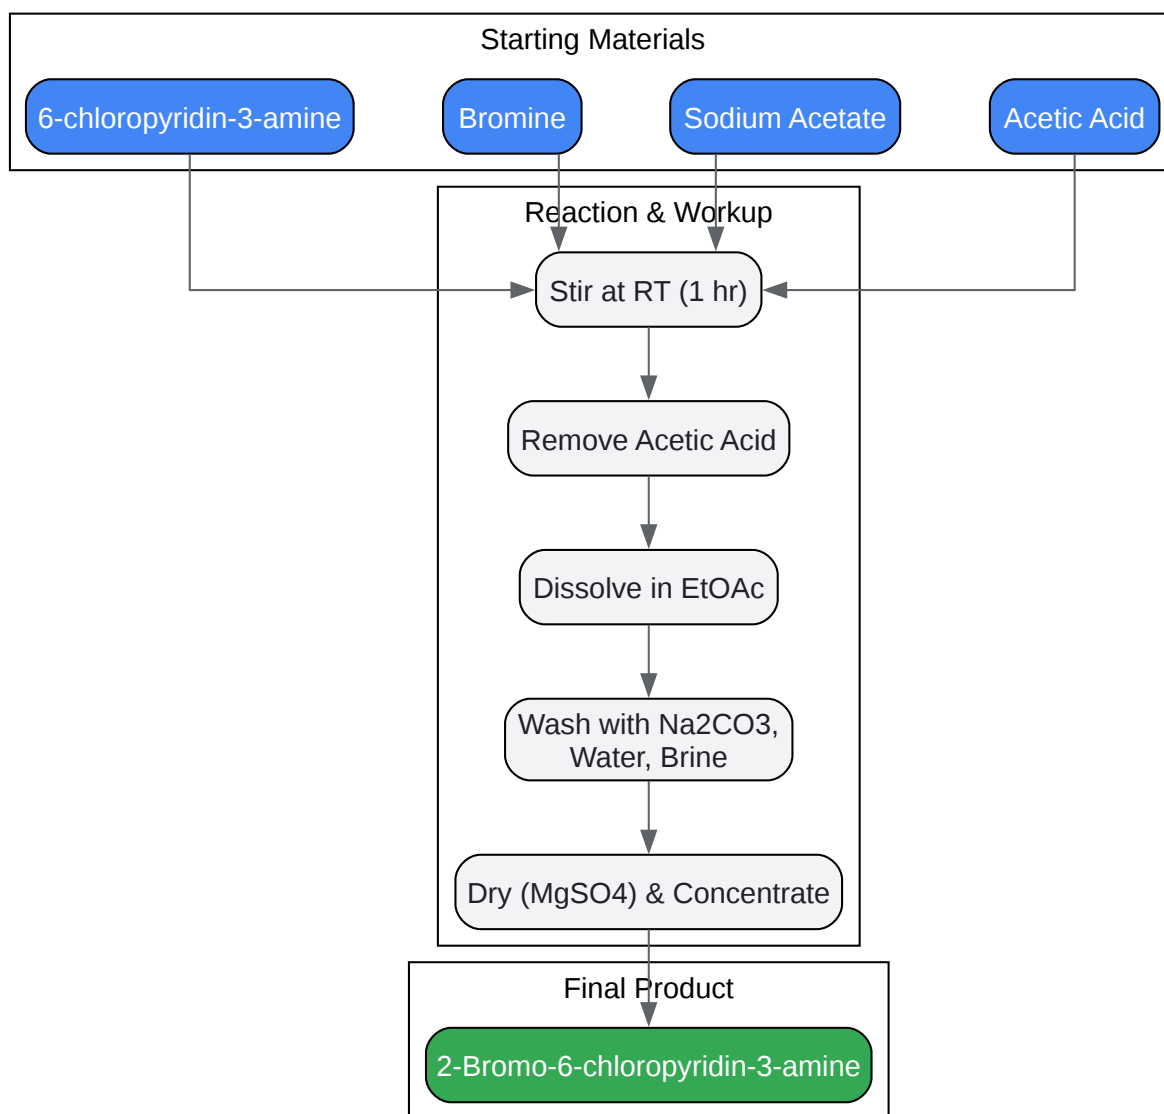 Starting Materials
6-chloropyridin-3-amine
Bromine
Sodium Acetate
Acetic Acid
Reaction & Workup
Stir at RT (1 hr)
Remove Acetic Acid
Dissolve in EtOAc
Wash with Na2CO3,
Water, Brine
Dry (MgSO4) & Concentrate
Final Product
2-Bromo-6-chloropyridin-3-amine